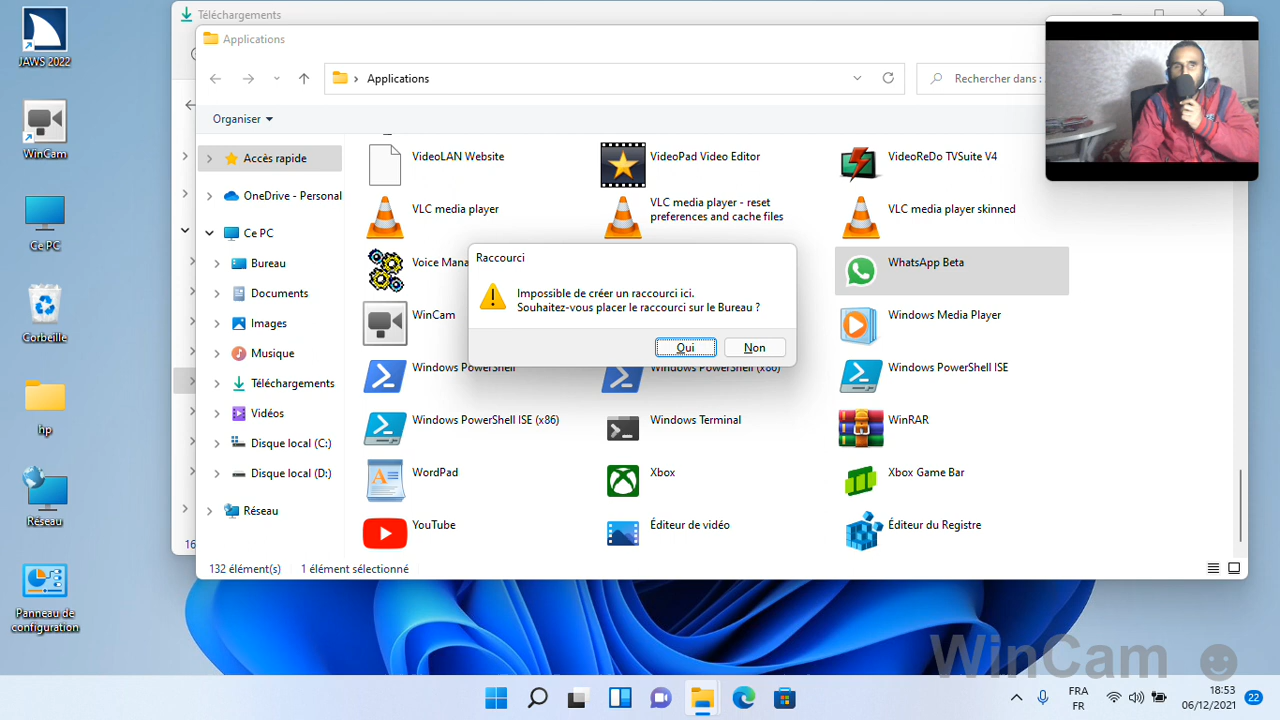 JAWS 2022
WinCam
Ce PC
Corbeille
hp
Réseau
Panneau de
configuration
Téléchargements
Applications
Applications
Rechercher dans :
Organiser
Accès rapide
OneDrive - Personal
Ce PC
Bureau
Documents
Images
Musique
Téléchargements
Vidéos
Disque local (C:)
Disque local (D:)
Réseau
16
VideoLAN Website
VideoPad Video Editor
VideoReDo TVSuite V4
VLC media player
VLC media player - reset
preferences and cache files
VLC media player skinned
Voice Mana
WhatsApp Beta
WinCam
Windows Media Player
Windows PowerShell
Windows PowerShell (x86)
Windows PowerShell ISE
Windows PowerShell ISE (x86)
Windows Terminal
WinRAR
WordPad
Xbox
Xbox Game Bar
YouTube
Éditeur de vidéo
Éditeur du Registre
Raccourci
Impossible de créer un raccourci ici.
Souhaitez-vous placer le raccourci sur le Bureau ?
Oui
Non
132 élément(s)
1 élément sélectionné
WinCam
FRA
FR
18:53
06/12/2021
22